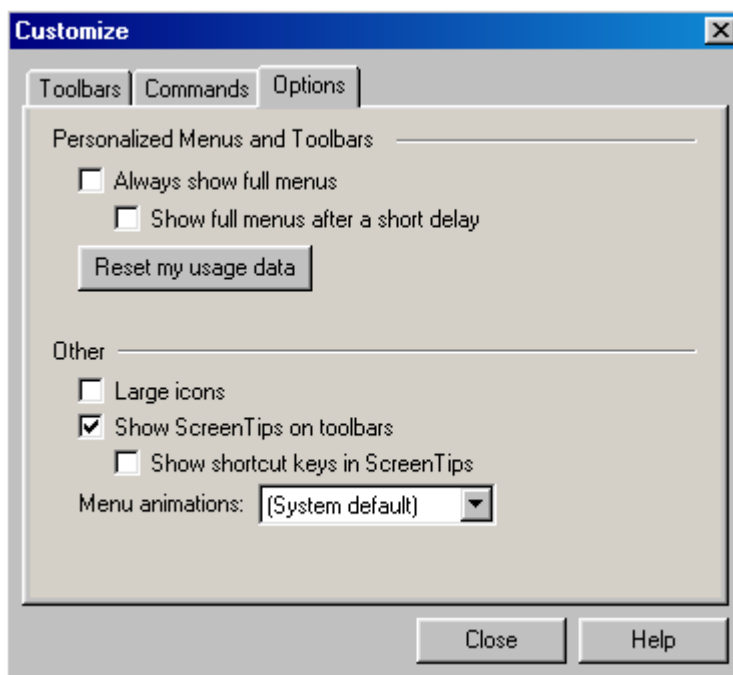 Customize
Toolbars Commands Options
Personalized Menus and Toolbars
Always show full menus
Show full menus after a short delay
Reset my usage data
Other
Large icons
Show ScreenTips on toolbars
Show shortcut keys in ScreenTips
Menu animations: (System default)
Close Help